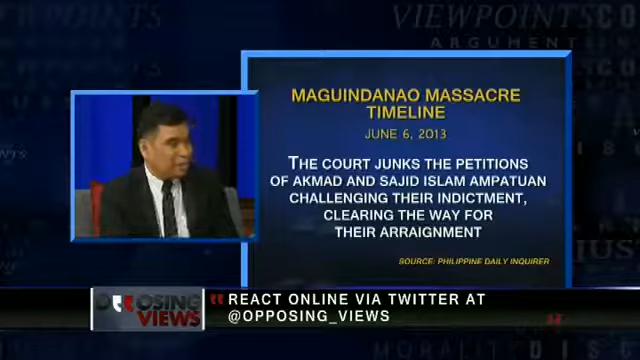 VIEWPOINTS
ARGUMENT
MAGUINDANAO MASSACRE
TIMELINE
JUNE 6, 2013
THE COURT JUNKS THE PETITIONS
OF AKMAD AND SAJID ISLAM AMPATUAN
CHALLENGING THEIR INDICTMENT,
CLEARING THE WAY FOR
THEIR ARRAIGNMENT
SOURCE: PHILIPPINE DAILY INQUIRER
OPPOSING
VIEWS
REACT ONLINE VIA TWITTER AT
@OPPOSING_VIEWS